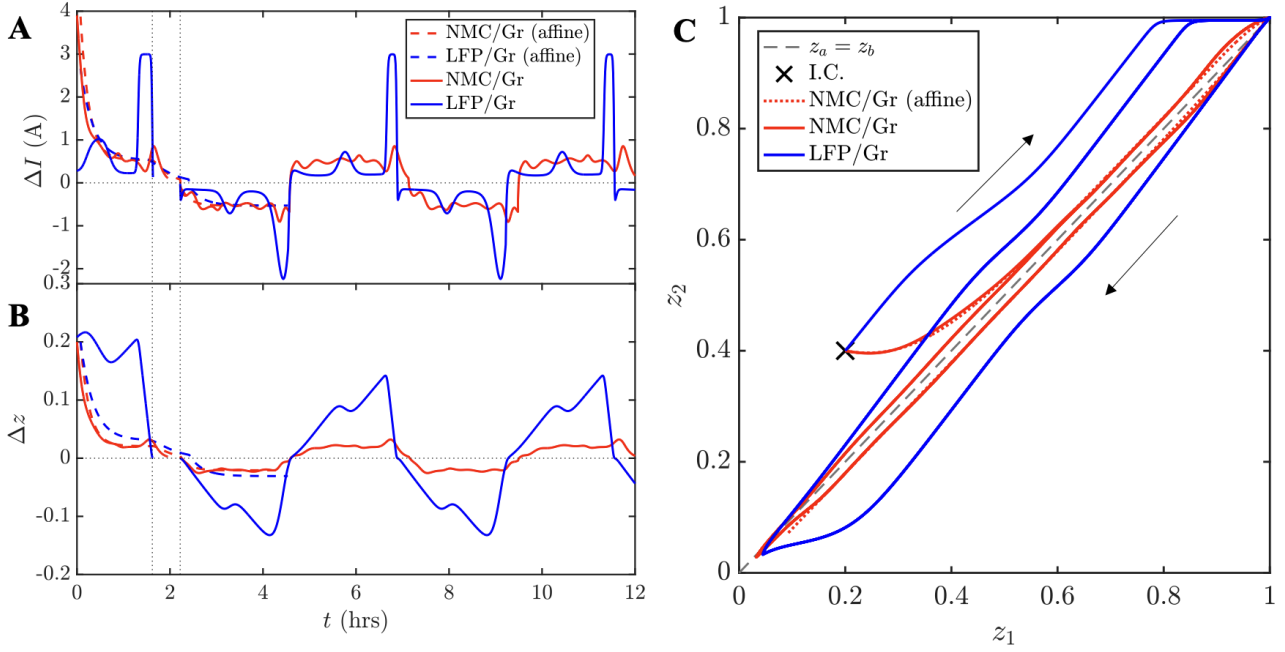 A
4
3
2
1
0
-1
-2
ΔI (A)
NMC/Gr (affine)
LFP/Gr (affine)
NMC/Gr
LFP/Gr
B
0.3
0.2
0.1
0
-0.1
-0.2
Δz
0 2 4 6 8 10 12
t (hrs)
C
1
0.8
0.6
0.4
0.2
0
z₂
z_a = z_b
I.C.
NMC/Gr (affine)
NMC/Gr
LFP/Gr
0 0.2 0.4 0.6 0.8 1
z₁